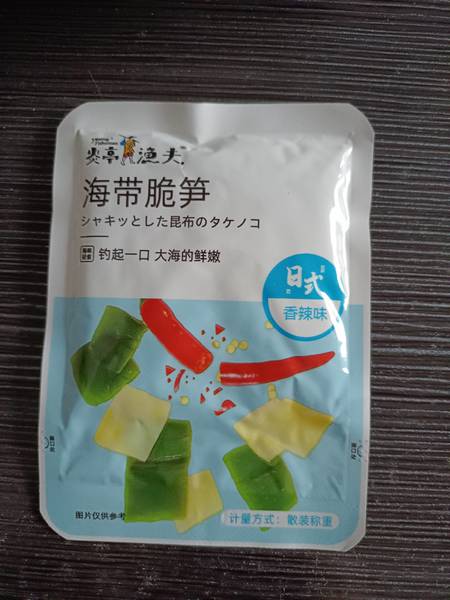 炎亭渔夫
海带脆笋
シャキッとした昆布のタケノコ
钓起一口 大海的鲜嫩
日式
香辣味
图片仅供参考
计量方式：散装称重